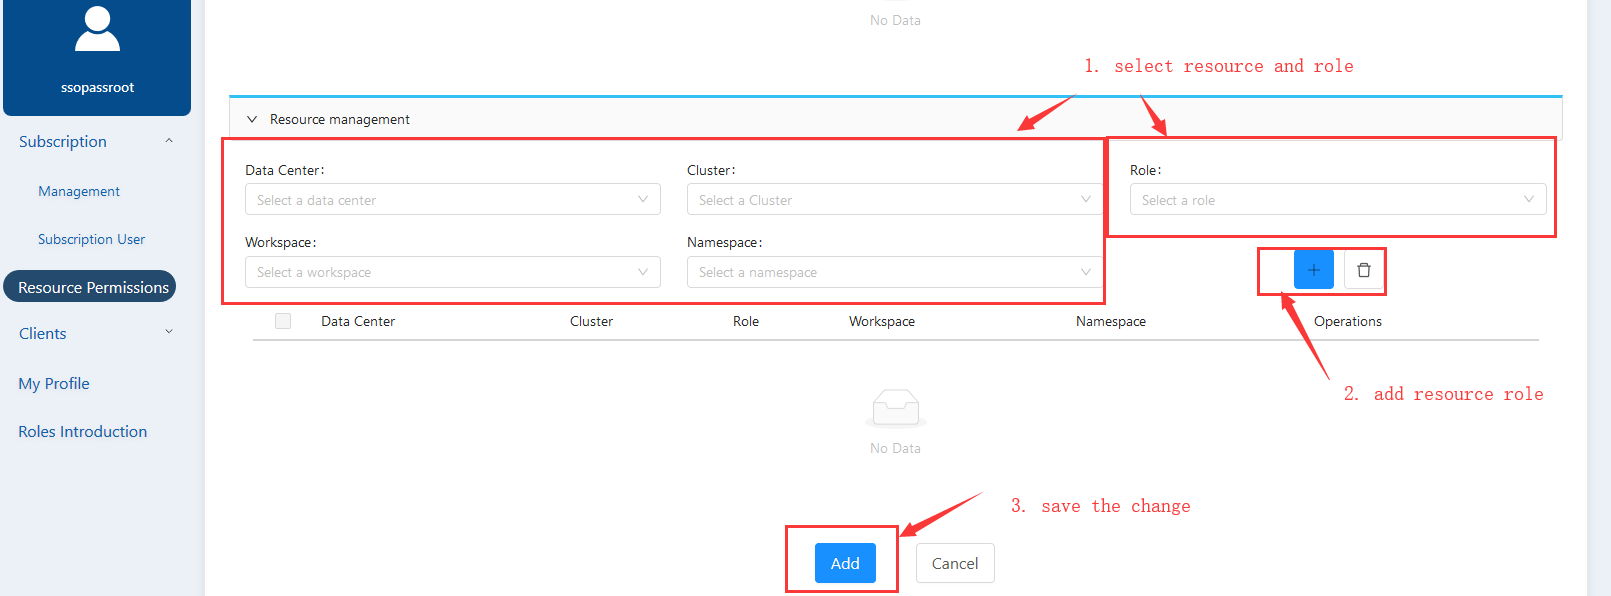 No Data
1. select resource and role
ssopassroot
Resource management
Subscription
Management
Subscription User
Resource Permissions
Clients
My Profile
Roles Introduction
Data Center:
Cluster:
Role:
Select a data center
Select a Cluster
Select a role
Workspace:
Namespace:
Select a workspace
Select a namespace
Data Center
Cluster
Role
Workspace
Namespace
Operations
2. add resource role
No Data
3. save the change
Add
Cancel